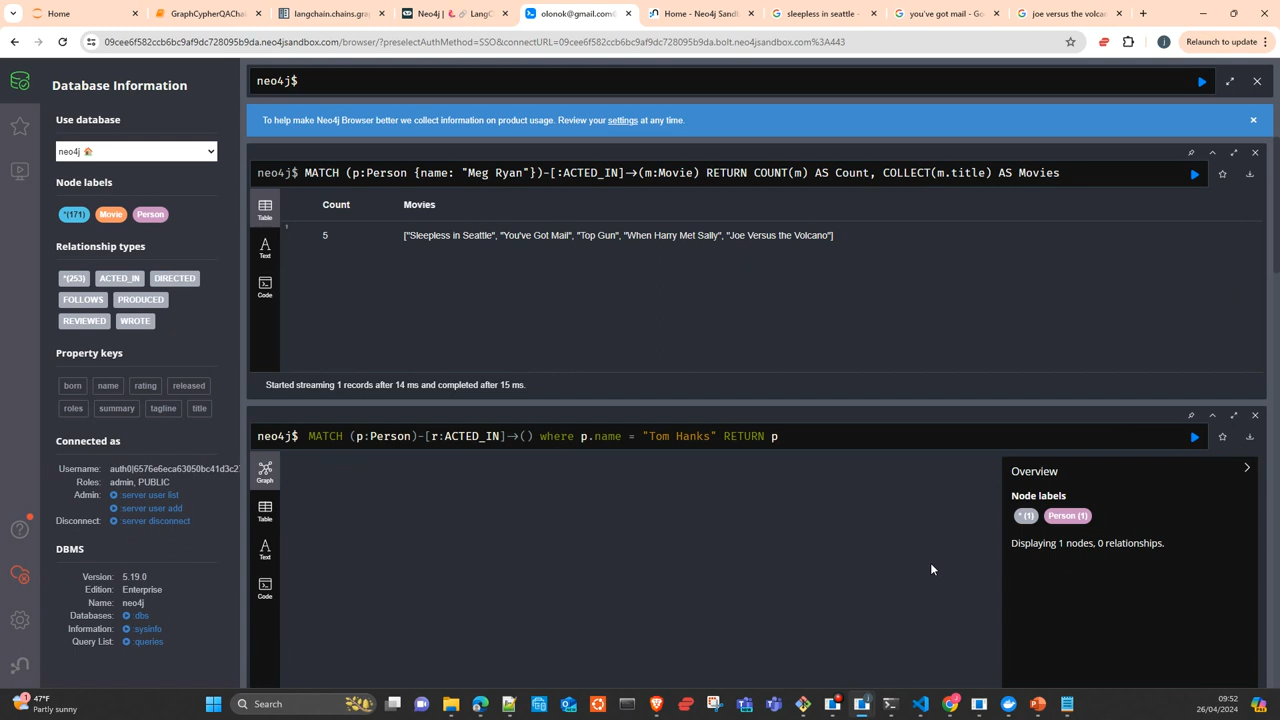 Home
GraphCypherQACha
langchain.chains.gra
Neo4j | 🦜🔗 LangC
olonok@gmail.com@
Home - Neo4j Sandb
sleepless in seattle -
you've got mail - Go
joe versus the volca
09cee6f582ccb6bc9af9dc728095b9da.neo4jsandbox.com/browser/?preselectAuthMethod=SSO&connectURL=09cee6f582ccb6bc9af9dc728095b9da.bolt.neo4jsandbox.com%3A443
Relaunch to update
Database Information
Use database
neo4j 🏠
Node labels
*(171) Movie Person
Relationship types
*(253) ACTED_IN DIRECTED
FOLLOWS PRODUCED
REVIEWED WROTE
Property keys
born name rating released
roles summary tagline title
Connected as
Username: auth0|6576e6eca63050bc41d3c27
Roles: admin, PUBLIC
Admin: :server user list
:server user add
Disconnect: :server disconnect
DBMS
Version: 5.19.0
Edition: Enterprise
Name: neo4j
Databases: :dbs
Information: :sysinfo
Query List: :queries
neo4j$
To help make Neo4j Browser better we collect information on product usage. Review your settings at any time.
neo4j$ MATCH (p:Person {name: "Meg Ryan"})-[:ACTED_IN]->(m:Movie) RETURN COUNT(m) AS Count, COLLECT(m.title) AS Movies
Table
Text
Code
Count Movies
1
5 ["Sleepless in Seattle", "You've Got Mail", "Top Gun", "When Harry Met Sally", "Joe Versus the Volcano"]
Started streaming 1 records after 14 ms and completed after 15 ms.
neo4j$ MATCH (p:Person)-[r:ACTED_IN]->() where p.name = "Tom Hanks" RETURN p
Graph
Table
Text
Code
Overview
Node labels
* (1) Person (1)
Displaying 1 nodes, 0 relationships.
1
47°F
Partly sunny
Search
09:52
26/04/2024